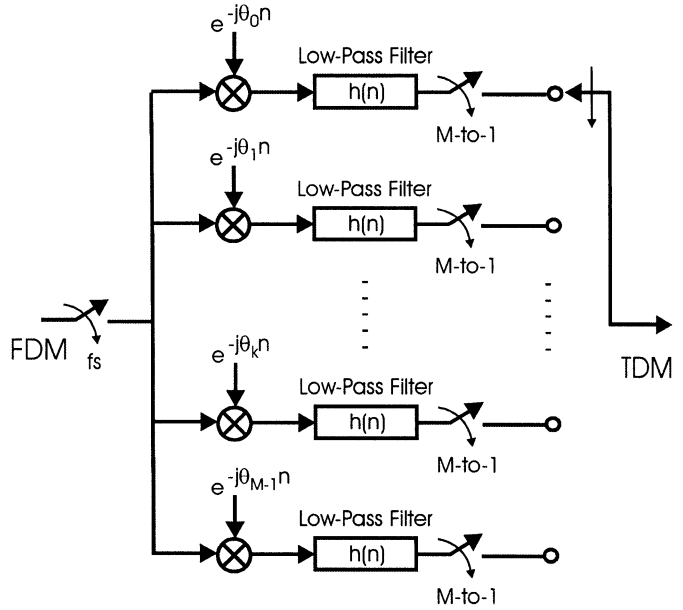 e^-jθ₀n
Low-Pass Filter
h(n)
M-to-1
e^-jθ₁n
Low-Pass Filter
h(n)
M-to-1
FDM
fs
TDM
e^-jθₖn
Low-Pass Filter
h(n)
M-to-1
e^-jθ_M-1n
Low-Pass Filter
h(n)
M-to-1